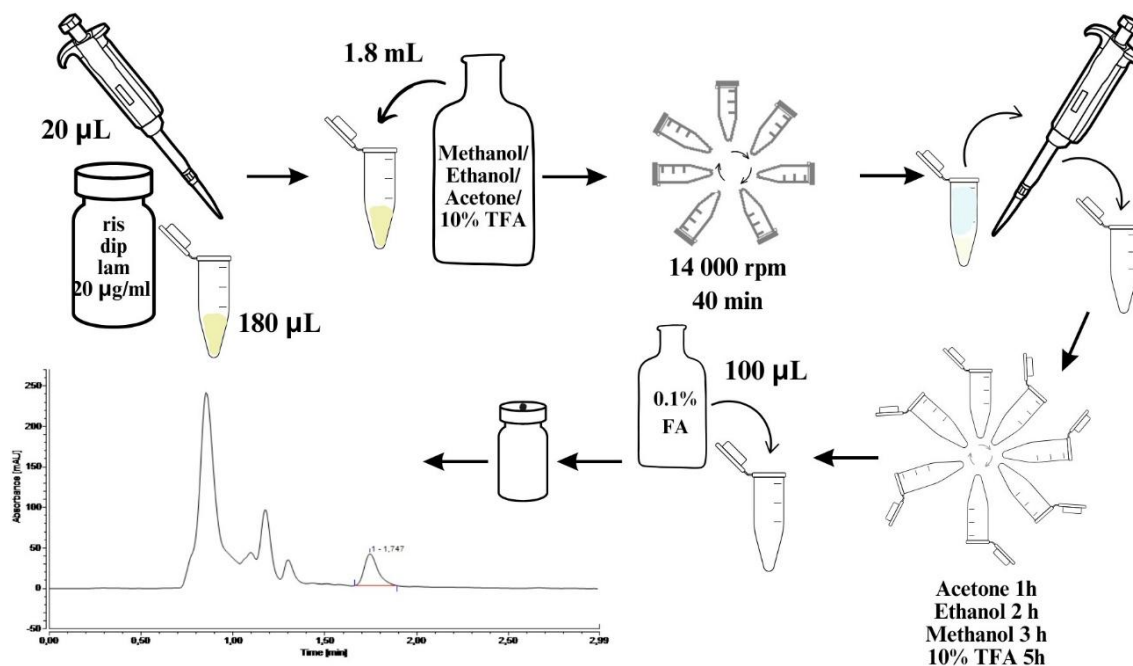 20 µL
ris
dip
lam
20 µg/ml
180 µL
1.8 mL
Methanol/
Ethanol/
Acetone/
10% TFA
14 000 rpm
40 min
Acetone 1h
Ethanol 2 h
Methanol 3 h
10% TFA 5h
100 µL
0.1%
FA
Absorbance [mAU]
250
200
150
100
50
0
-50
1 - 1,747
0,00
0,50
1,00
1,50
2,00
2,50
2,99
Time [min]